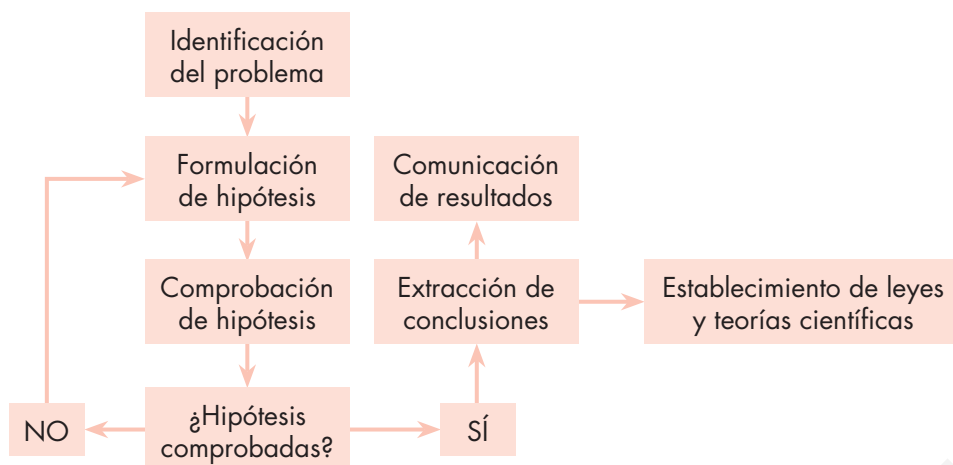 Identificación
del problema
Formulación
de hipótesis
Comunicación
de resultados
Comprobación
de hipótesis
Extracción de
conclusiones
Establecimiento de leyes
y teorías científicas
NO
¿Hipótesis
comprobadas?
SÍ